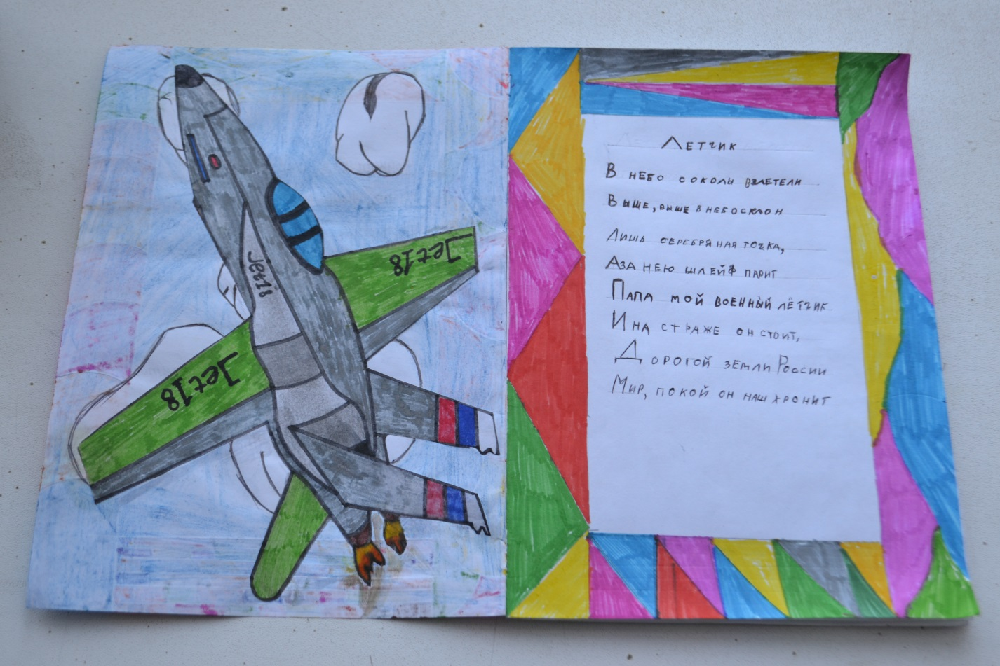 Jet18
Jet18
Jet18
Летчик
В небо соколы взлетели
Выше, выше в небосклон
Лишь серебряная точка,
Аза нею шлейф парит
Папа мой военный лётчик
И на страже он стоит,
Дорогой земли России
Мир, покой он наш хронит